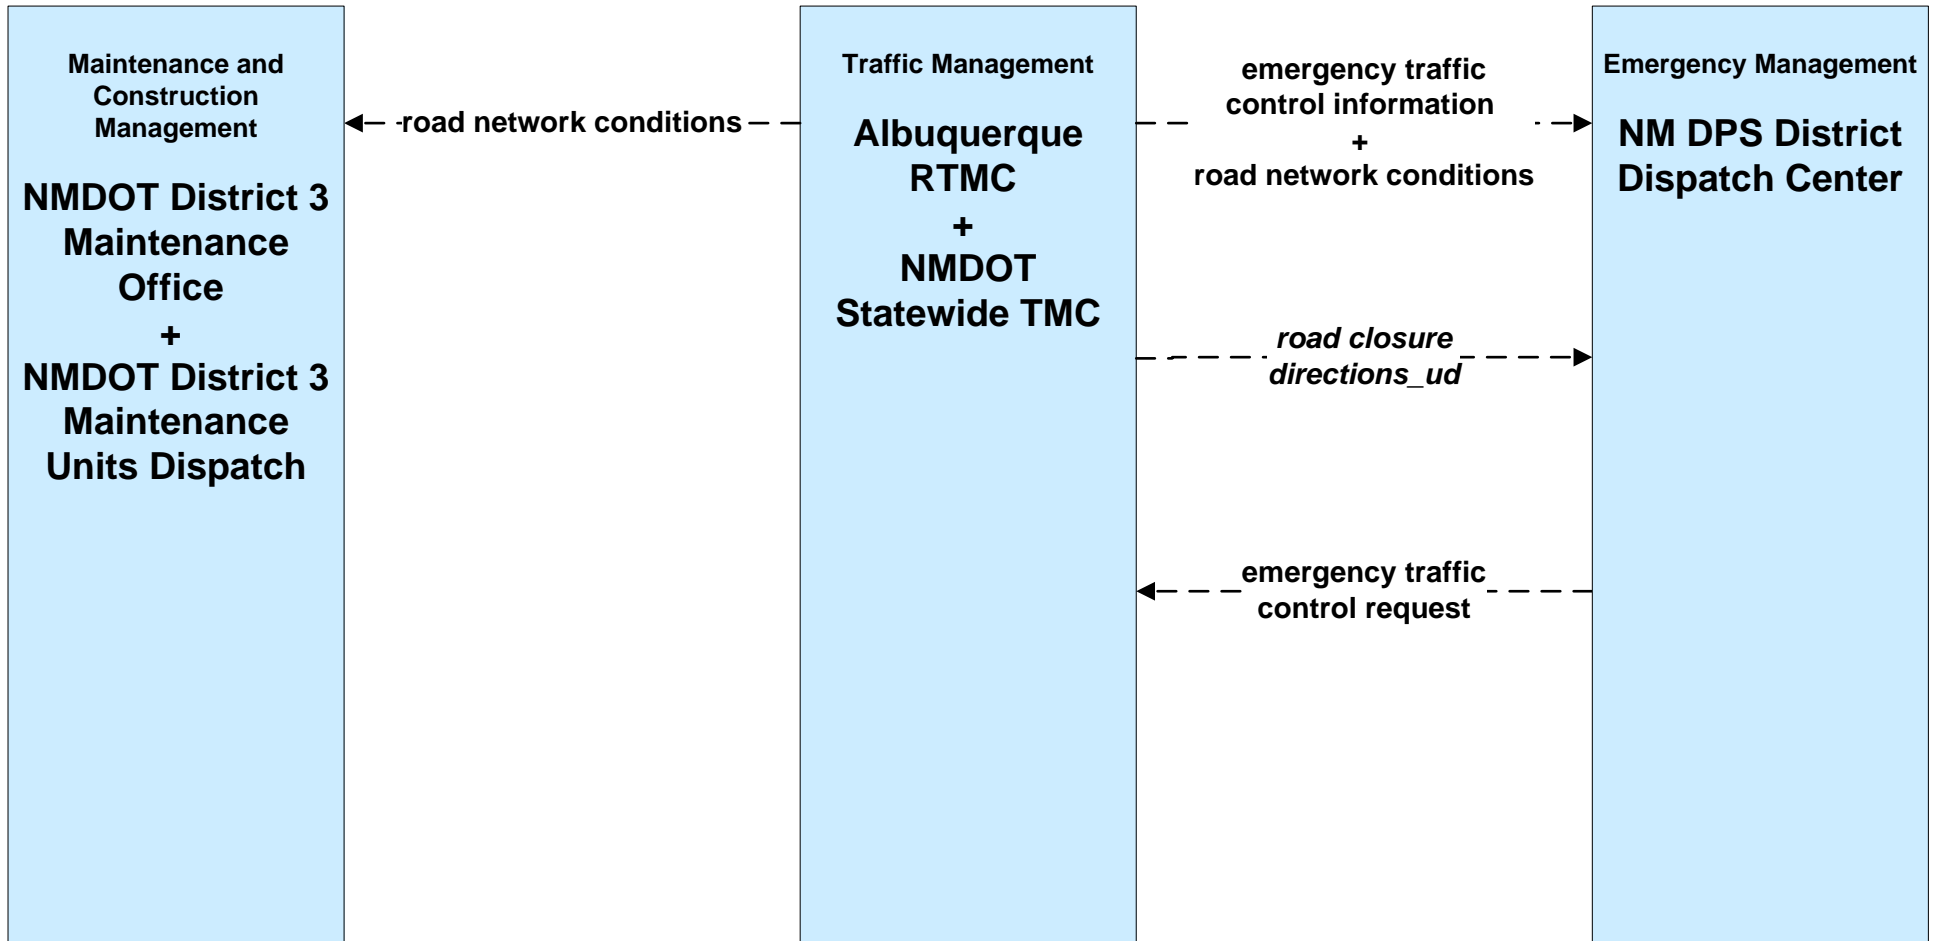 Maintenance and
Construction
Management
NMDOT District 3
Maintenance
Office
+
NMDOT District 3
Maintenance
Units Dispatch
road network conditions
Traffic Management
Albuquerque
RTMC
+
NMDOT
Statewide TMC
emergency traffic
control information
+
road network conditions
road closure
directions_ud
emergency traffic
control request
Emergency Management
NM DPS District
Dispatch Center